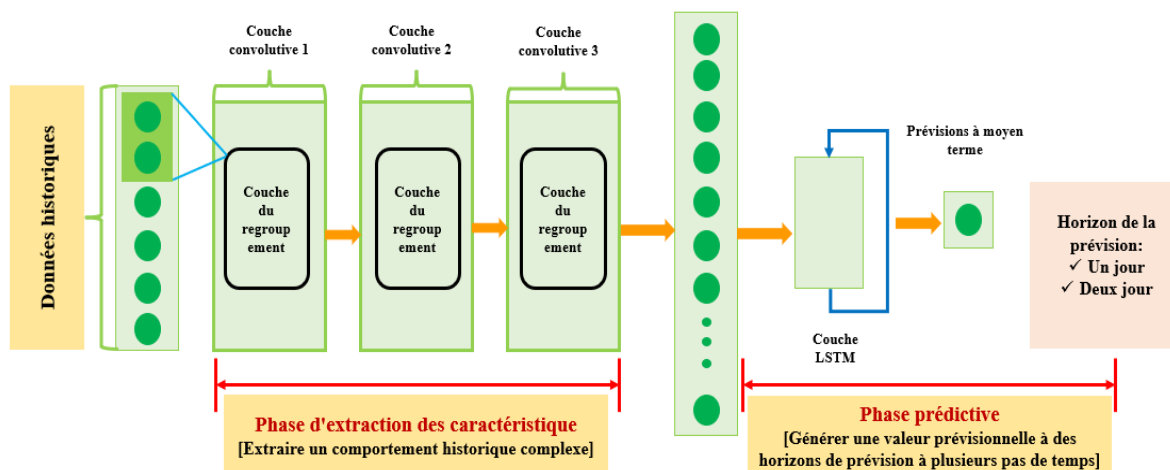 Données historiques
Couche
convolutive 1
Couche
convolutive 2
Couche
convolutive 3
Couche
du
regroup
ement
Couche
du
regroup
ement
Couche
du
regroup
ement
Couche
LSTM
Prévisions à moyen
terme
Horizon de la
prévision:
✓ Un jour
✓ Deux jour
Phase d'extraction des caractéristique
[Extraire un comportement historique complexe]
Phase prédictive
[Générer une valeur prévisionnelle à des
horizons de prévision à plusieurs pas de temps]